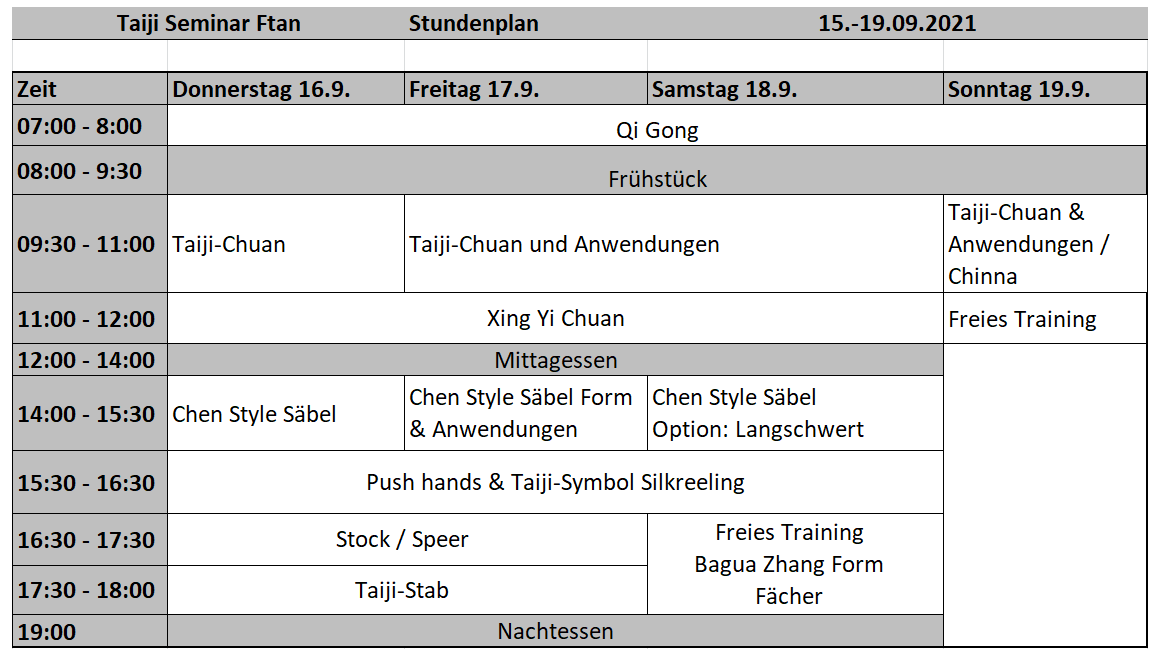 Taiji Seminar Ftan Stundenplan 15.-19.09.2021
Zeit Donnerstag 16.9. Freitag 17.9. Samstag 18.9. Sonntag 19.9.
07:00 - 8:00 Qi Gong
08:00 - 9:30 Frühstück
09:30 - 11:00 Taiji-Chuan Taiji-Chuan und Anwendungen
Taiji-Chuan &
Anwendungen /
Chinna
11:00 - 12:00 Xing Yi Chuan Freies Training
12:00 - 14:00 Mittagessen
14:00 - 15:30 Chen Style Säbel
Chen Style Säbel Form
& Anwendungen
Chen Style Säbel
Option: Langschwert
15:30 - 16:30 Push hands & Taiji-Symbol Silkreeling
16:30 - 17:30 Stock / Speer
Freies Training
Bagua Zhang Form
Fächer
17:30 - 18:00 Taiji-Stab
19:00 Nachtessen